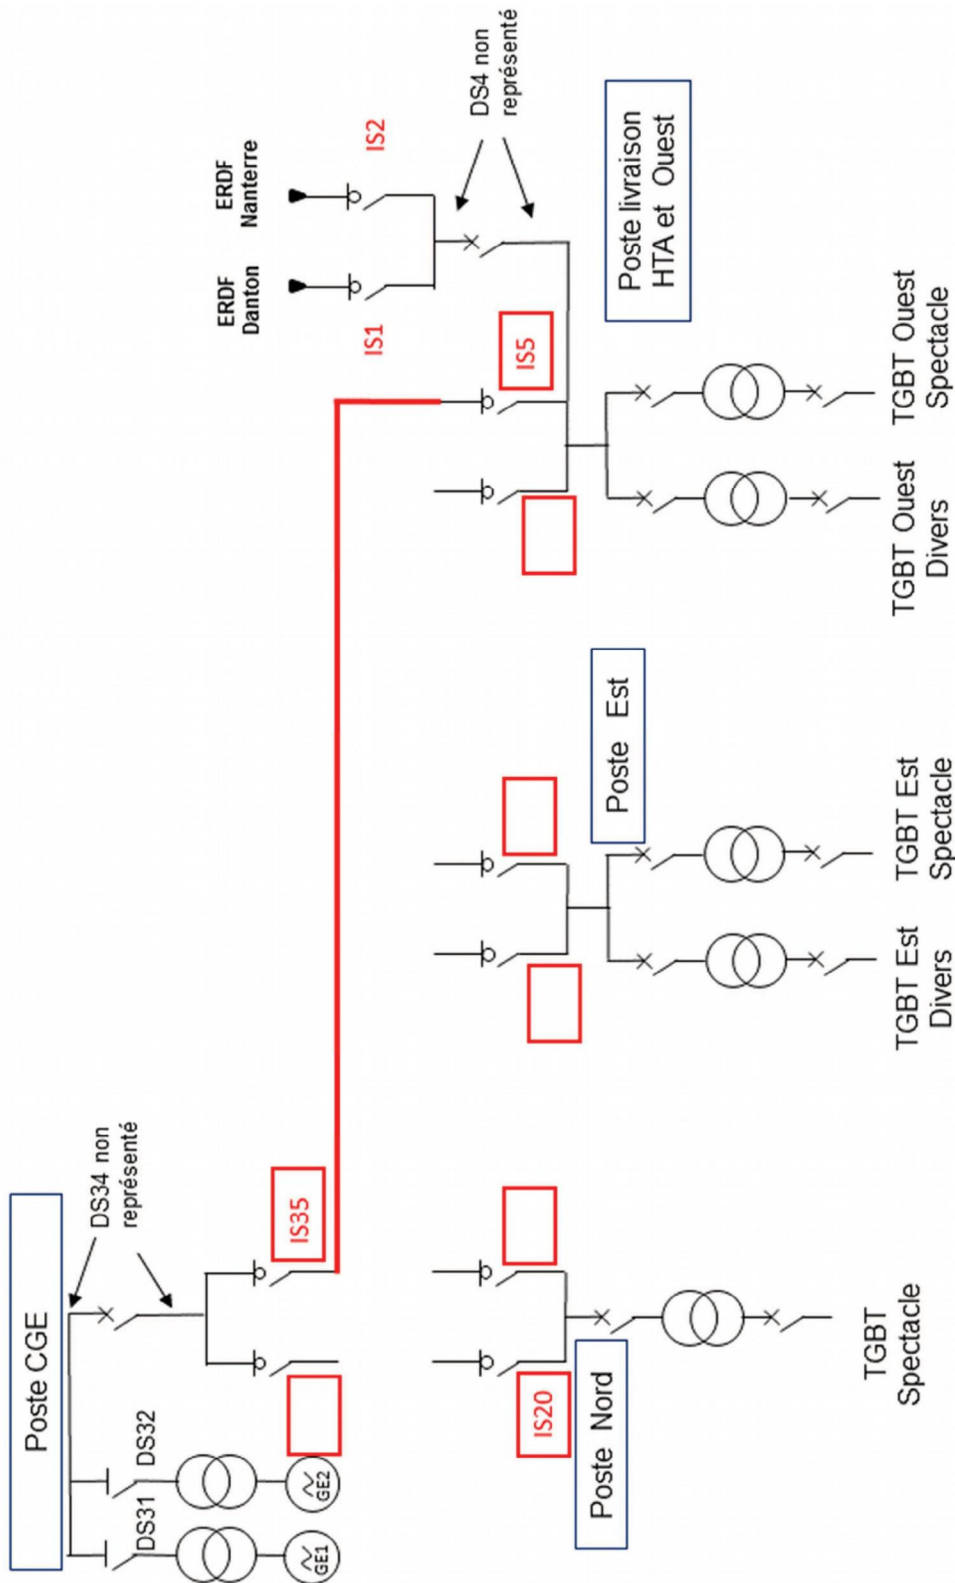 Poste CGE
DS34 non
représenté
DS31
DS32
GE1
GE2
IS35
IS20
Poste Nord
TGBT
Spectacle
Poste Est
TGBT Est
Divers
TGBT Est
Spectacle
ERDF
Danton
ERDF
Nanterre
IS1
IS2
DS4 non
représenté
IS5
Poste livraison
HTA et Ouest
TGBT Ouest
Divers
TGBT Ouest
Spectacle